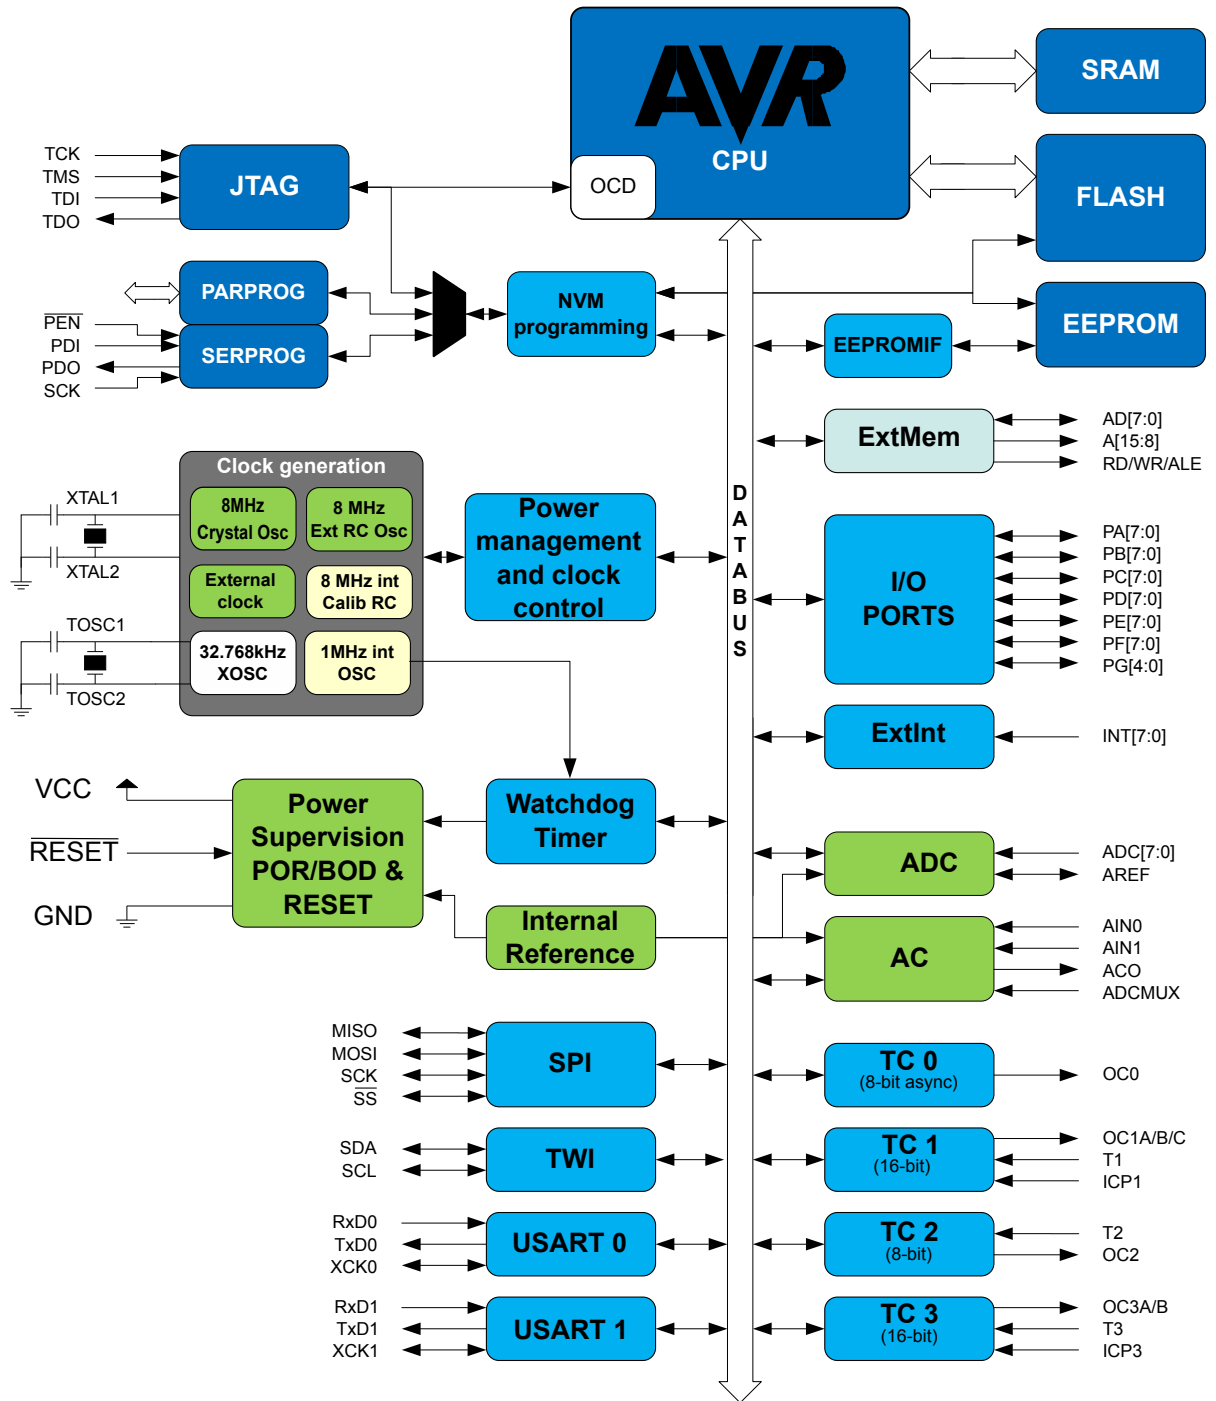 AVR
CPU
OCD
SRAM
FLASH
EEPROM
TCK
TMS
TDI
TDO
JTAG
PARPROG
PEN
PDI
PDO
SCK
SERPROG
NVM
programming
EEPROMIF
ExtMem
AD[7:0]
A[15:8]
RD/WR/ALE
Clock generation
8MHz
Crystal Osc
8 MHz
Ext RC Osc
External
clock
8 MHz int
Calib RC
32.768kHz
XOSC
1MHz int
OSC
XTAL1
XTAL2
TOSC1
TOSC2
Power
management
and clock
control
DATABUS
I/O
PORTS
PA[7:0]
PB[7:0]
PC[7:0]
PD[7:0]
PE[7:0]
PF[7:0]
PG[4:0]
ExtInt
INT[7:0]
VCC
RESET
GND
Power
Supervision
POR/BOD &
RESET
Watchdog
Timer
Internal
Reference
ADC
ADC[7:0]
AREF
AC
AIN0
AIN1
ACO
ADCMUX
MISO
MOSI
SCK
SS
SPI
TC 0
(8-bit async)
OC0
SDA
SCL
TWI
TC 1
(16-bit)
OC1A/B/C
T1
ICP1
RxD0
TxD0
XCK0
USART 0
TC 2
(8-bit)
T2
OC2
RxD1
TxD1
XCK1
USART 1
TC 3
(16-bit)
OC3A/B
T3
ICP3